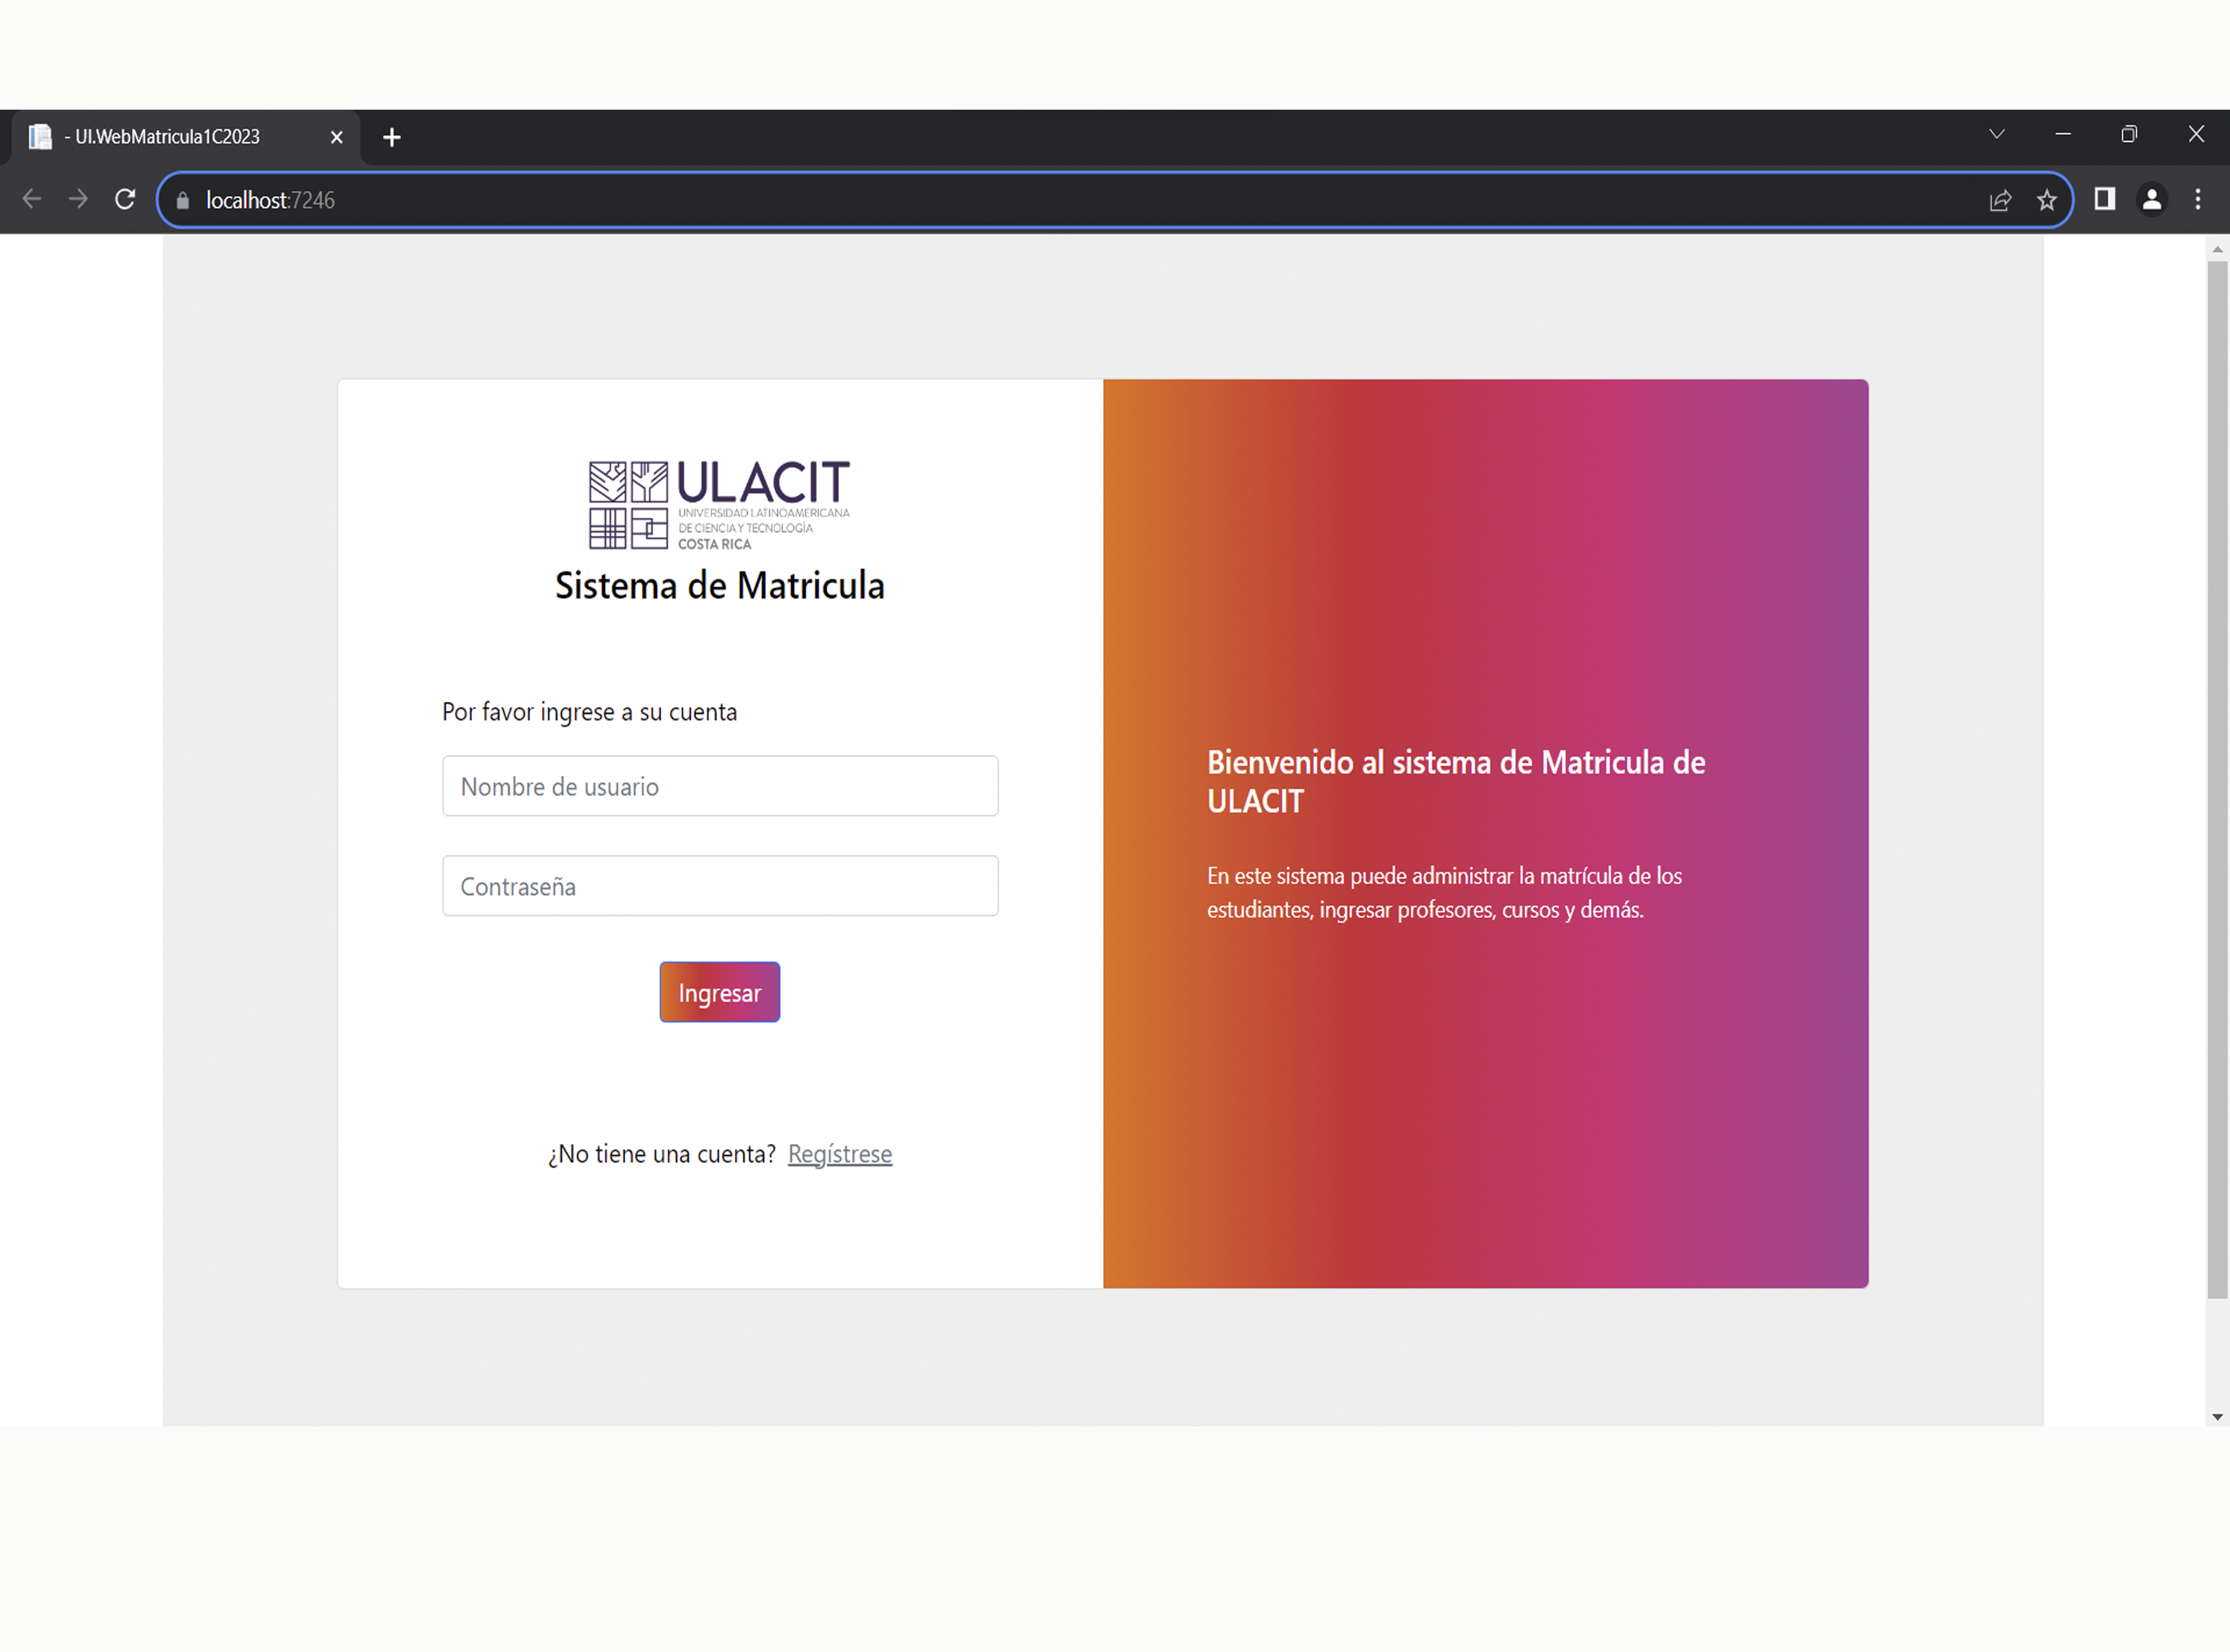 - UI.WebMatricula1C2023
localhost:7246
ULACIT
UNIVERSIDAD LATINOAMERICANA
DE CIENCIA Y TECNOLOGÍA
COSTA RICA
Sistema de Matricula
Por favor ingrese a su cuenta
Nombre de usuario
Contraseña
Ingresar
¿No tiene una cuenta? Regístrese
Bienvenido al sistema de Matricula de
ULACIT
En este sistema puede administrar la matrícula de los
estudiantes, ingresar profesores, cursos y demás.